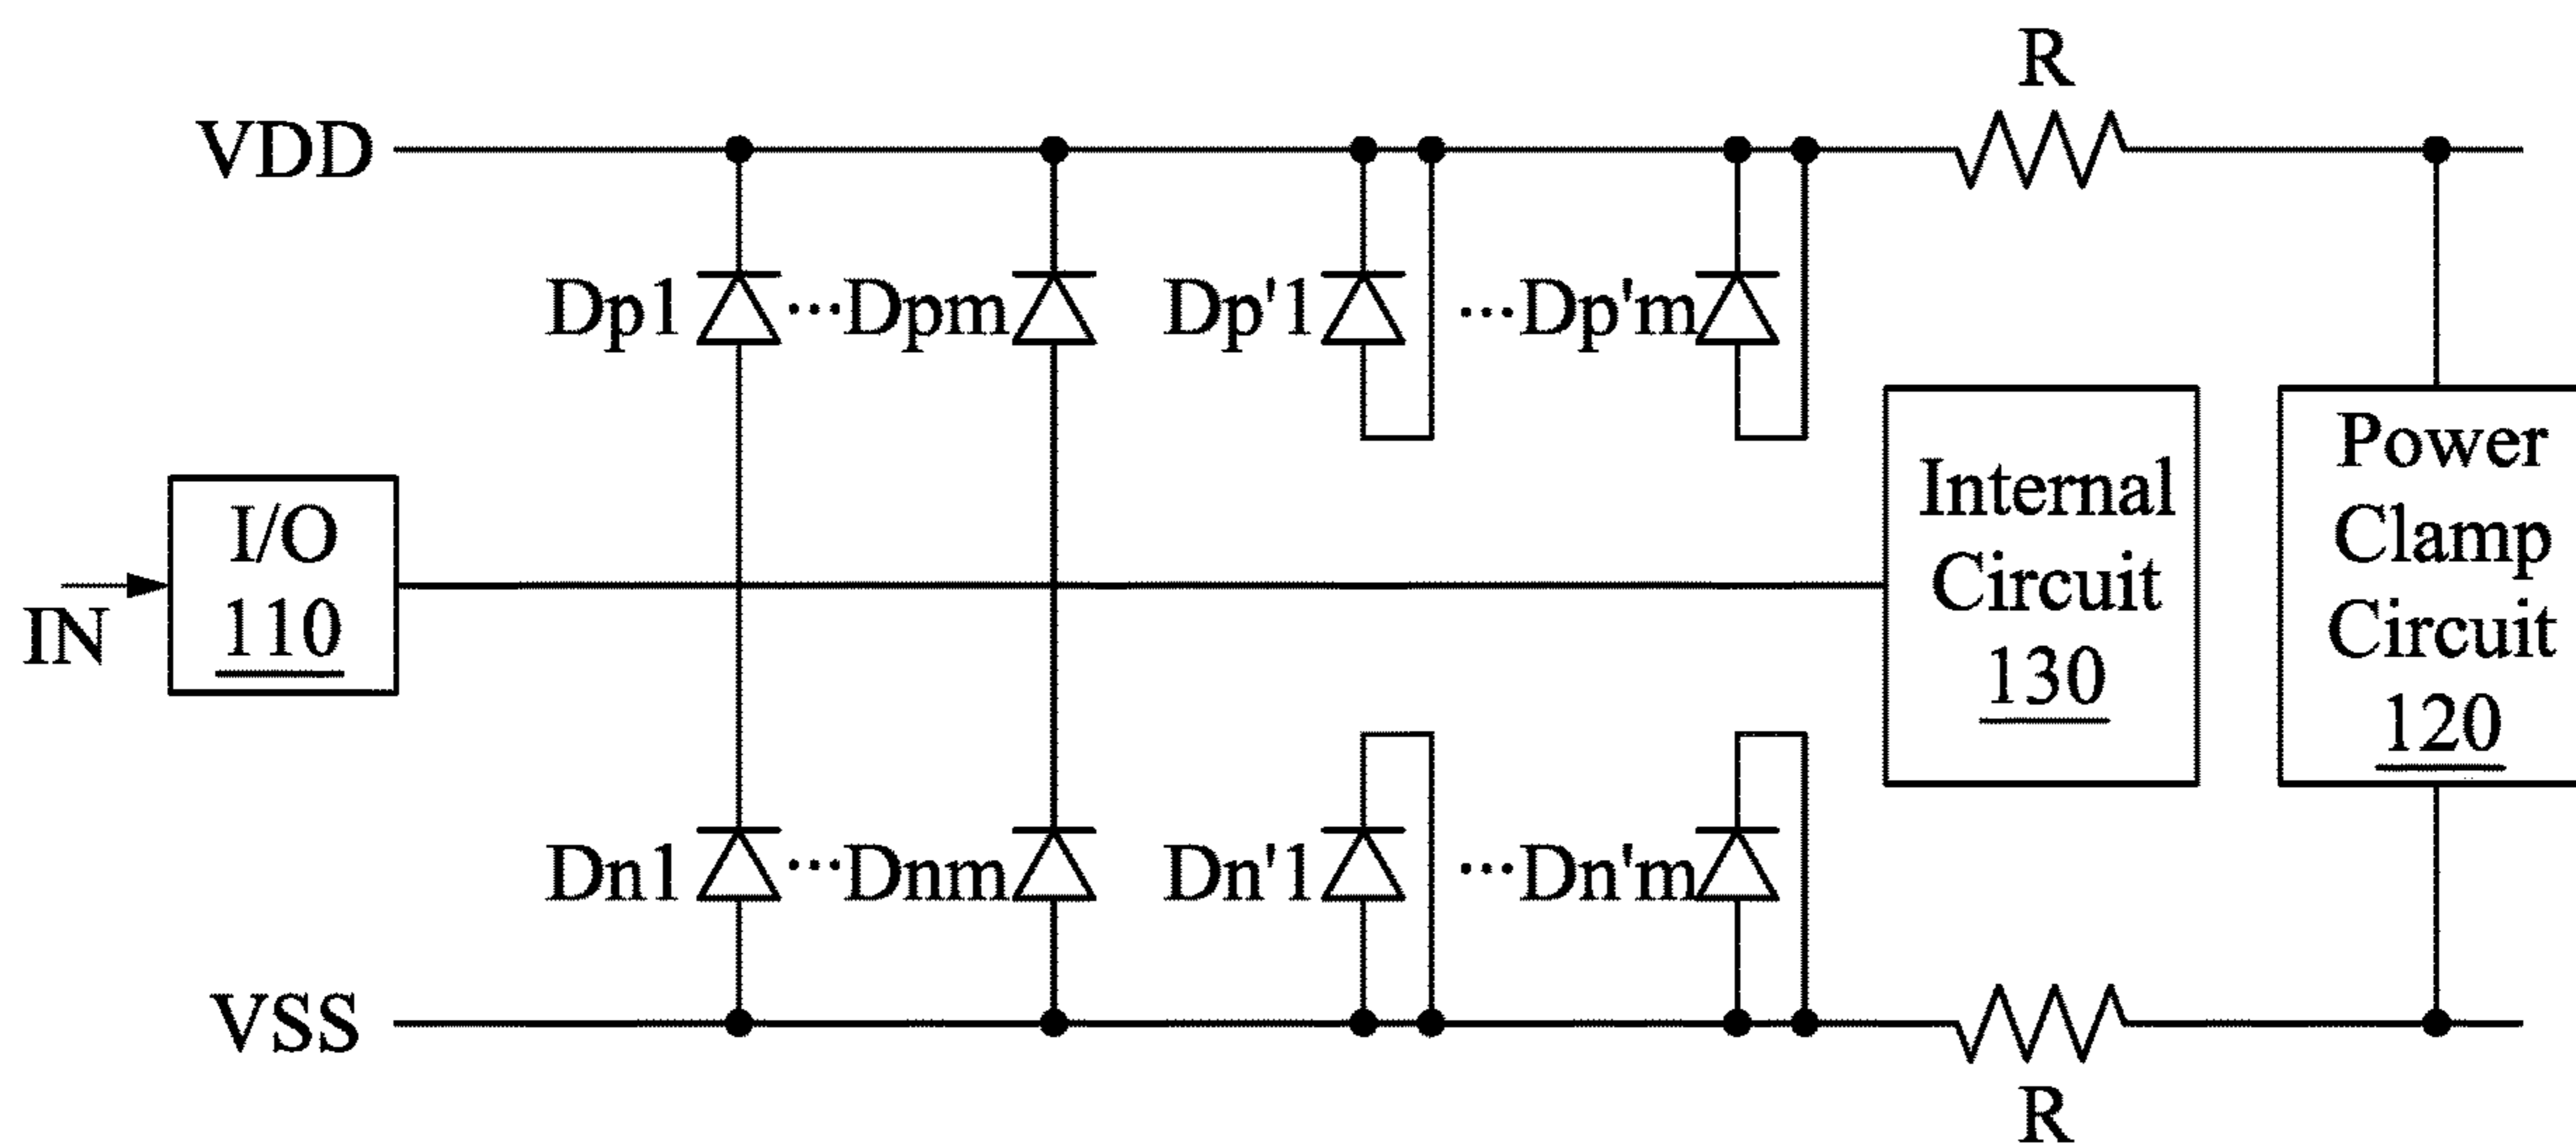 R
VDD
Dp1 ...Dpm Dp'1 ...Dp'm
I/O
110
IN
Internal
Circuit
130
Power
Clamp
Circuit
120
Dn1 ...Dnm Dn'1 ...Dn'm
VSS
R